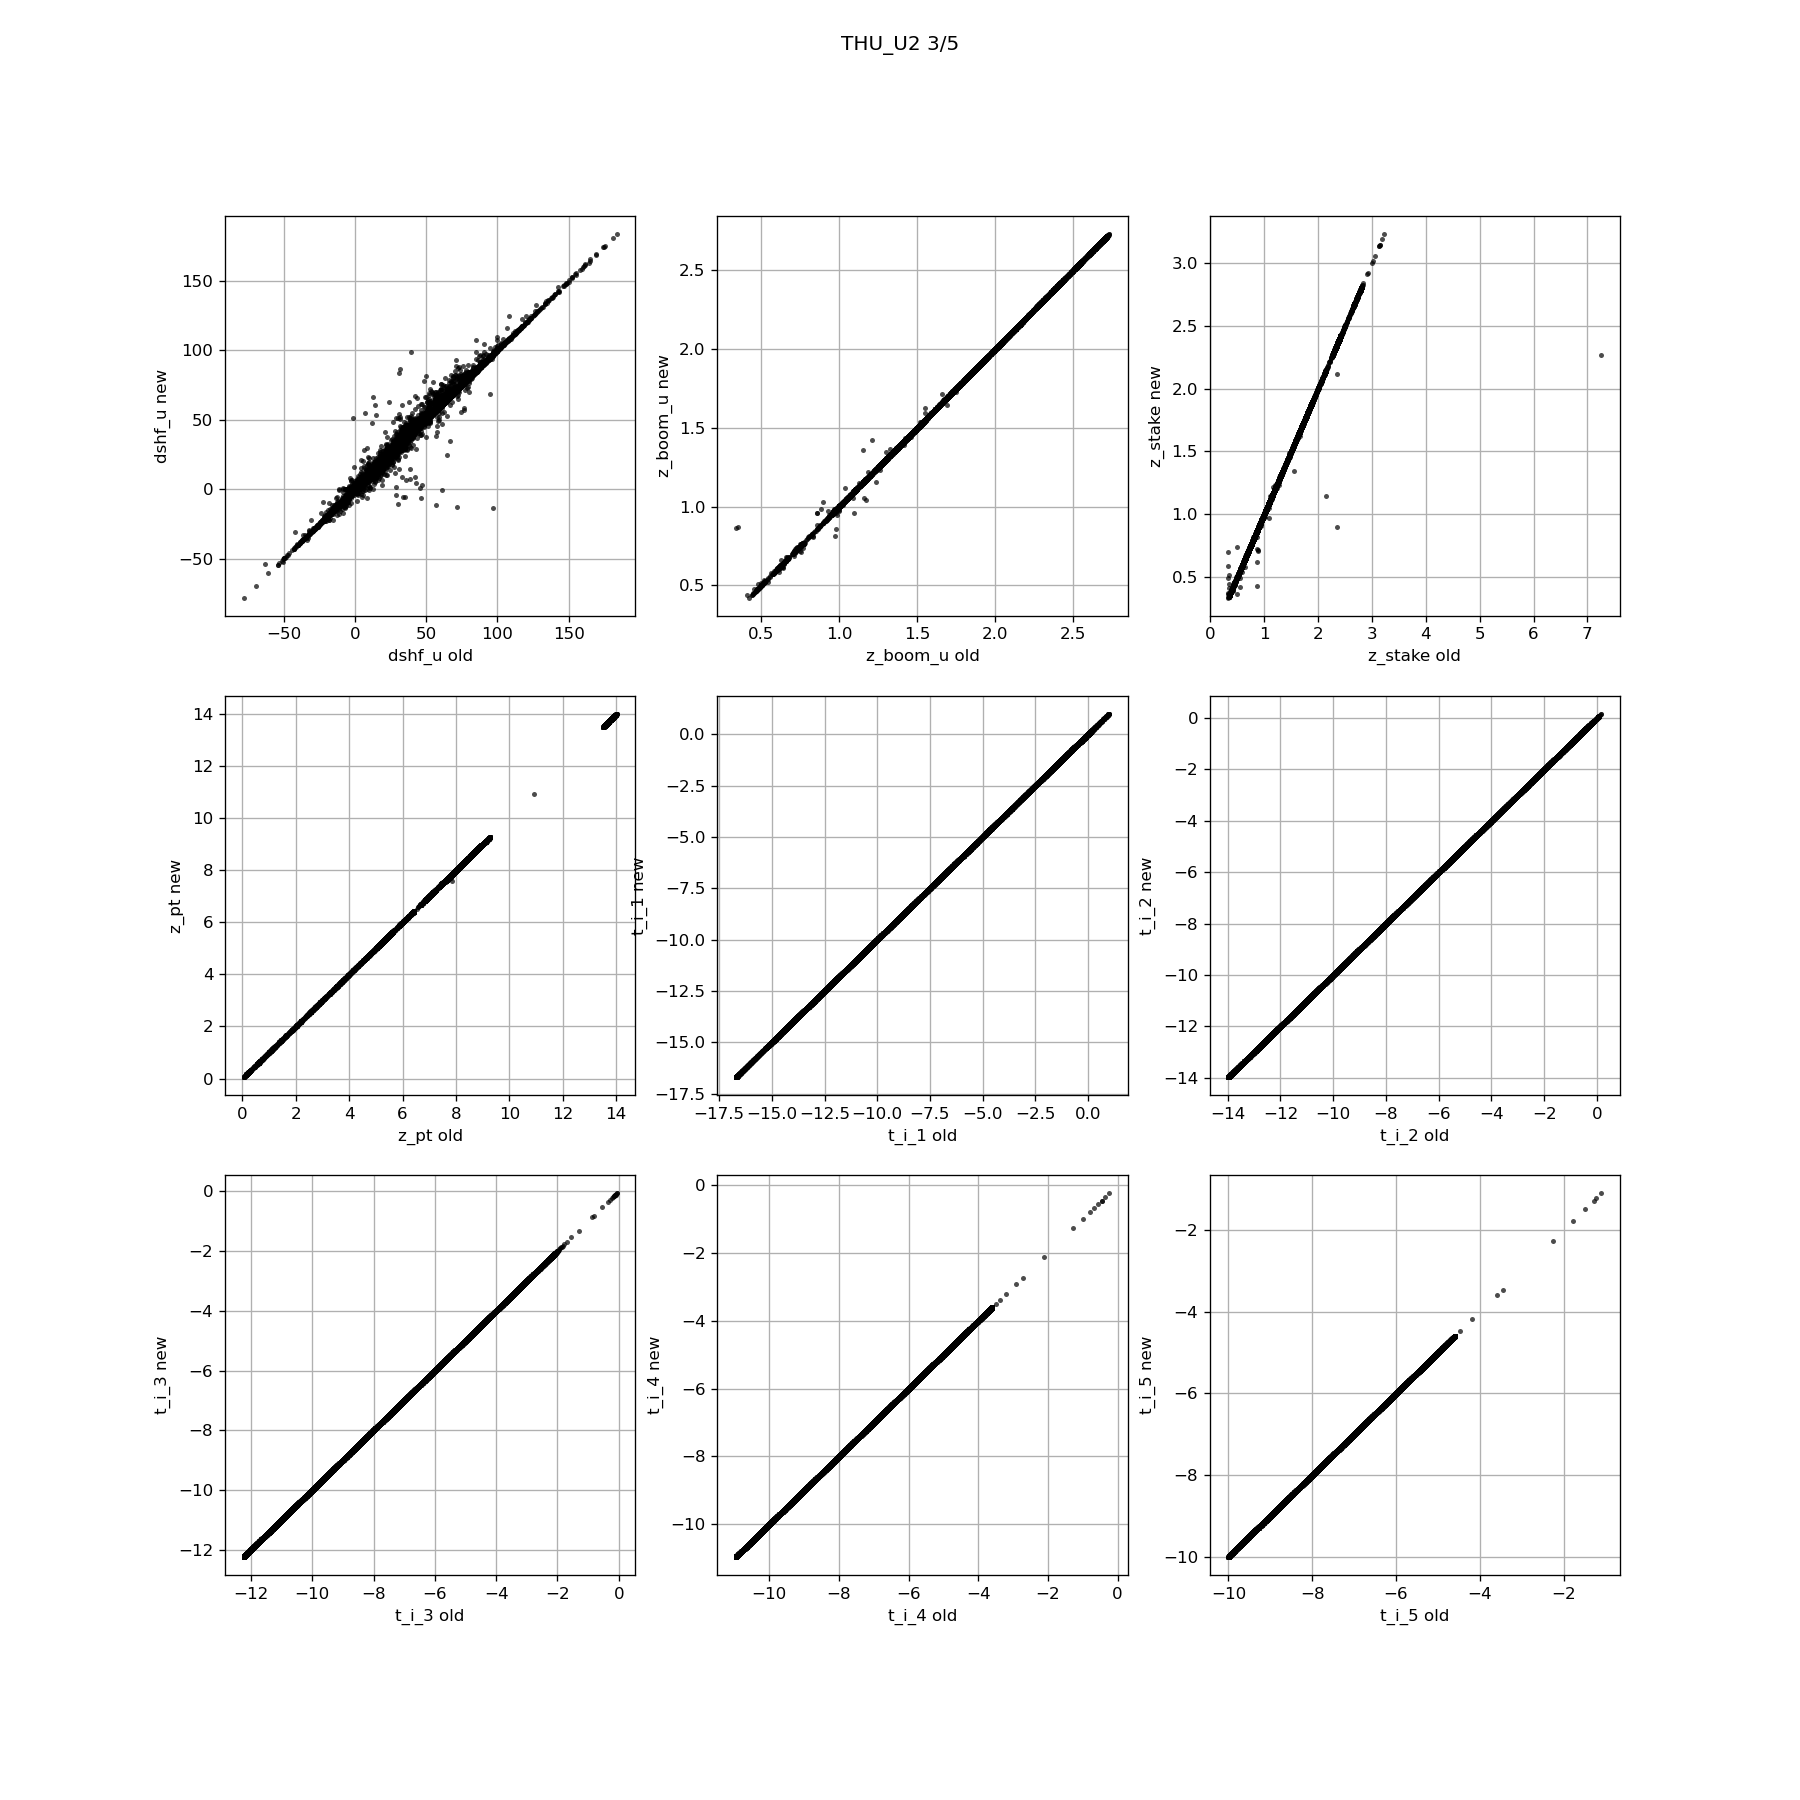 THU_U2 3/5
dshf_u new
150
100
50
0
−50
−50 0 50 100 150
dshf_u old
z_boom_u new
2.5
2.0
1.5
1.0
0.5
0.5 1.0 1.5 2.0 2.5
z_boom_u old
z_stake new
3.0
2.5
2.0
1.5
1.0
0.5
0 1 2 3 4 5 6 7
z_stake old
z_pt new
14
12
10
8
6
4
2
0
0 2 4 6 8 10 12 14
z_pt old
t_i_1 new
0.0
−2.5
−5.0
−7.5
−10.0
−12.5
−15.0
−17.5
−17.5 −15.0 −12.5 −10.0 −7.5 −5.0 −2.5 0.0
t_i_1 old
t_i_2 new
0
−2
−4
−6
−8
−10
−12
−14
−14 −12 −10 −8 −6 −4 −2 0
t_i_2 old
t_i_3 new
0
−2
−4
−6
−8
−10
−12
−12 −10 −8 −6 −4 −2 0
t_i_3 old
t_i_4 new
0
−2
−4
−6
−8
−10
−10 −8 −6 −4 −2 0
t_i_4 old
t_i_5 new
−2
−4
−6
−8
−10
−10 −8 −6 −4 −2
t_i_5 old